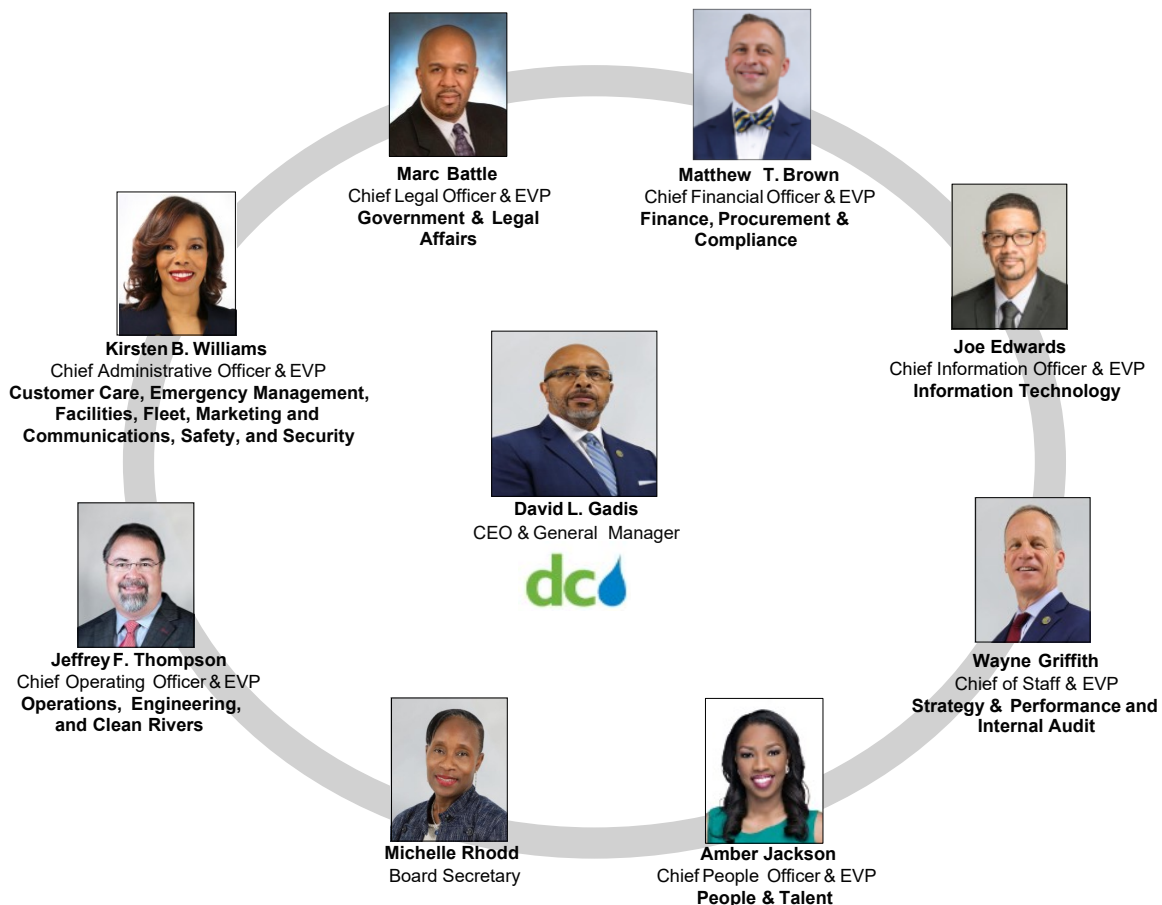 Marc Battle
Chief Legal Officer & EVP
Government & Legal
Affairs
Matthew T. Brown
Chief Financial Officer & EVP
Finance, Procurement &
Compliance
Kirsten B. Williams
Chief Administrative Officer & EVP
Customer Care, Emergency Management,
Facilities, Fleet, Marketing and
Communications, Safety, and Security
Joe Edwards
Chief Information Officer & EVP
Information Technology
David L. Gadis
CEO & General Manager
dc
Jeffrey F. Thompson
Chief Operating Officer & EVP
Operations, Engineering,
and Clean Rivers
Wayne Griffith
Chief of Staff & EVP
Strategy & Performance and
Internal Audit
Michelle Rhodd
Board Secretary
Amber Jackson
Chief People Officer & EVP
People & Talent